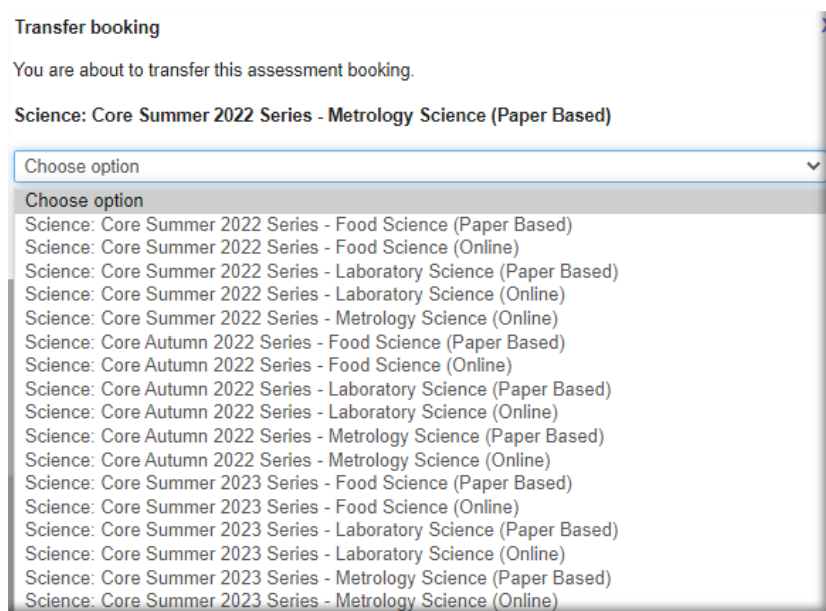 Transfer booking
You are about to transfer this assessment booking.
Science: Core Summer 2022 Series - Metrology Science (Paper Based)
Choose option
Choose option
Science: Core Summer 2022 Series - Food Science (Paper Based)
Science: Core Summer 2022 Series - Food Science (Online)
Science: Core Summer 2022 Series - Laboratory Science (Paper Based)
Science: Core Summer 2022 Series - Laboratory Science (Online)
Science: Core Summer 2022 Series - Metrology Science (Online)
Science: Core Autumn 2022 Series - Food Science (Paper Based)
Science: Core Autumn 2022 Series - Food Science (Online)
Science: Core Autumn 2022 Series - Laboratory Science (Paper Based)
Science: Core Autumn 2022 Series - Laboratory Science (Online)
Science: Core Autumn 2022 Series - Metrology Science (Paper Based)
Science: Core Autumn 2022 Series - Metrology Science (Online)
Science: Core Summer 2023 Series - Food Science (Paper Based)
Science: Core Summer 2023 Series - Food Science (Online)
Science: Core Summer 2023 Series - Laboratory Science (Paper Based)
Science: Core Summer 2023 Series - Laboratory Science (Online)
Science: Core Summer 2023 Series - Metrology Science (Paper Based)
Science: Core Summer 2023 Series - Metrology Science (Online)